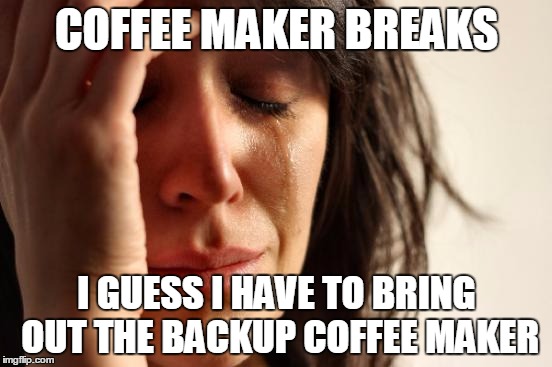 COFFEE MAKER BREAKS
I GUESS I HAVE TO BRING
OUT THE BACKUP COFFEE MAKER
imgflip.com